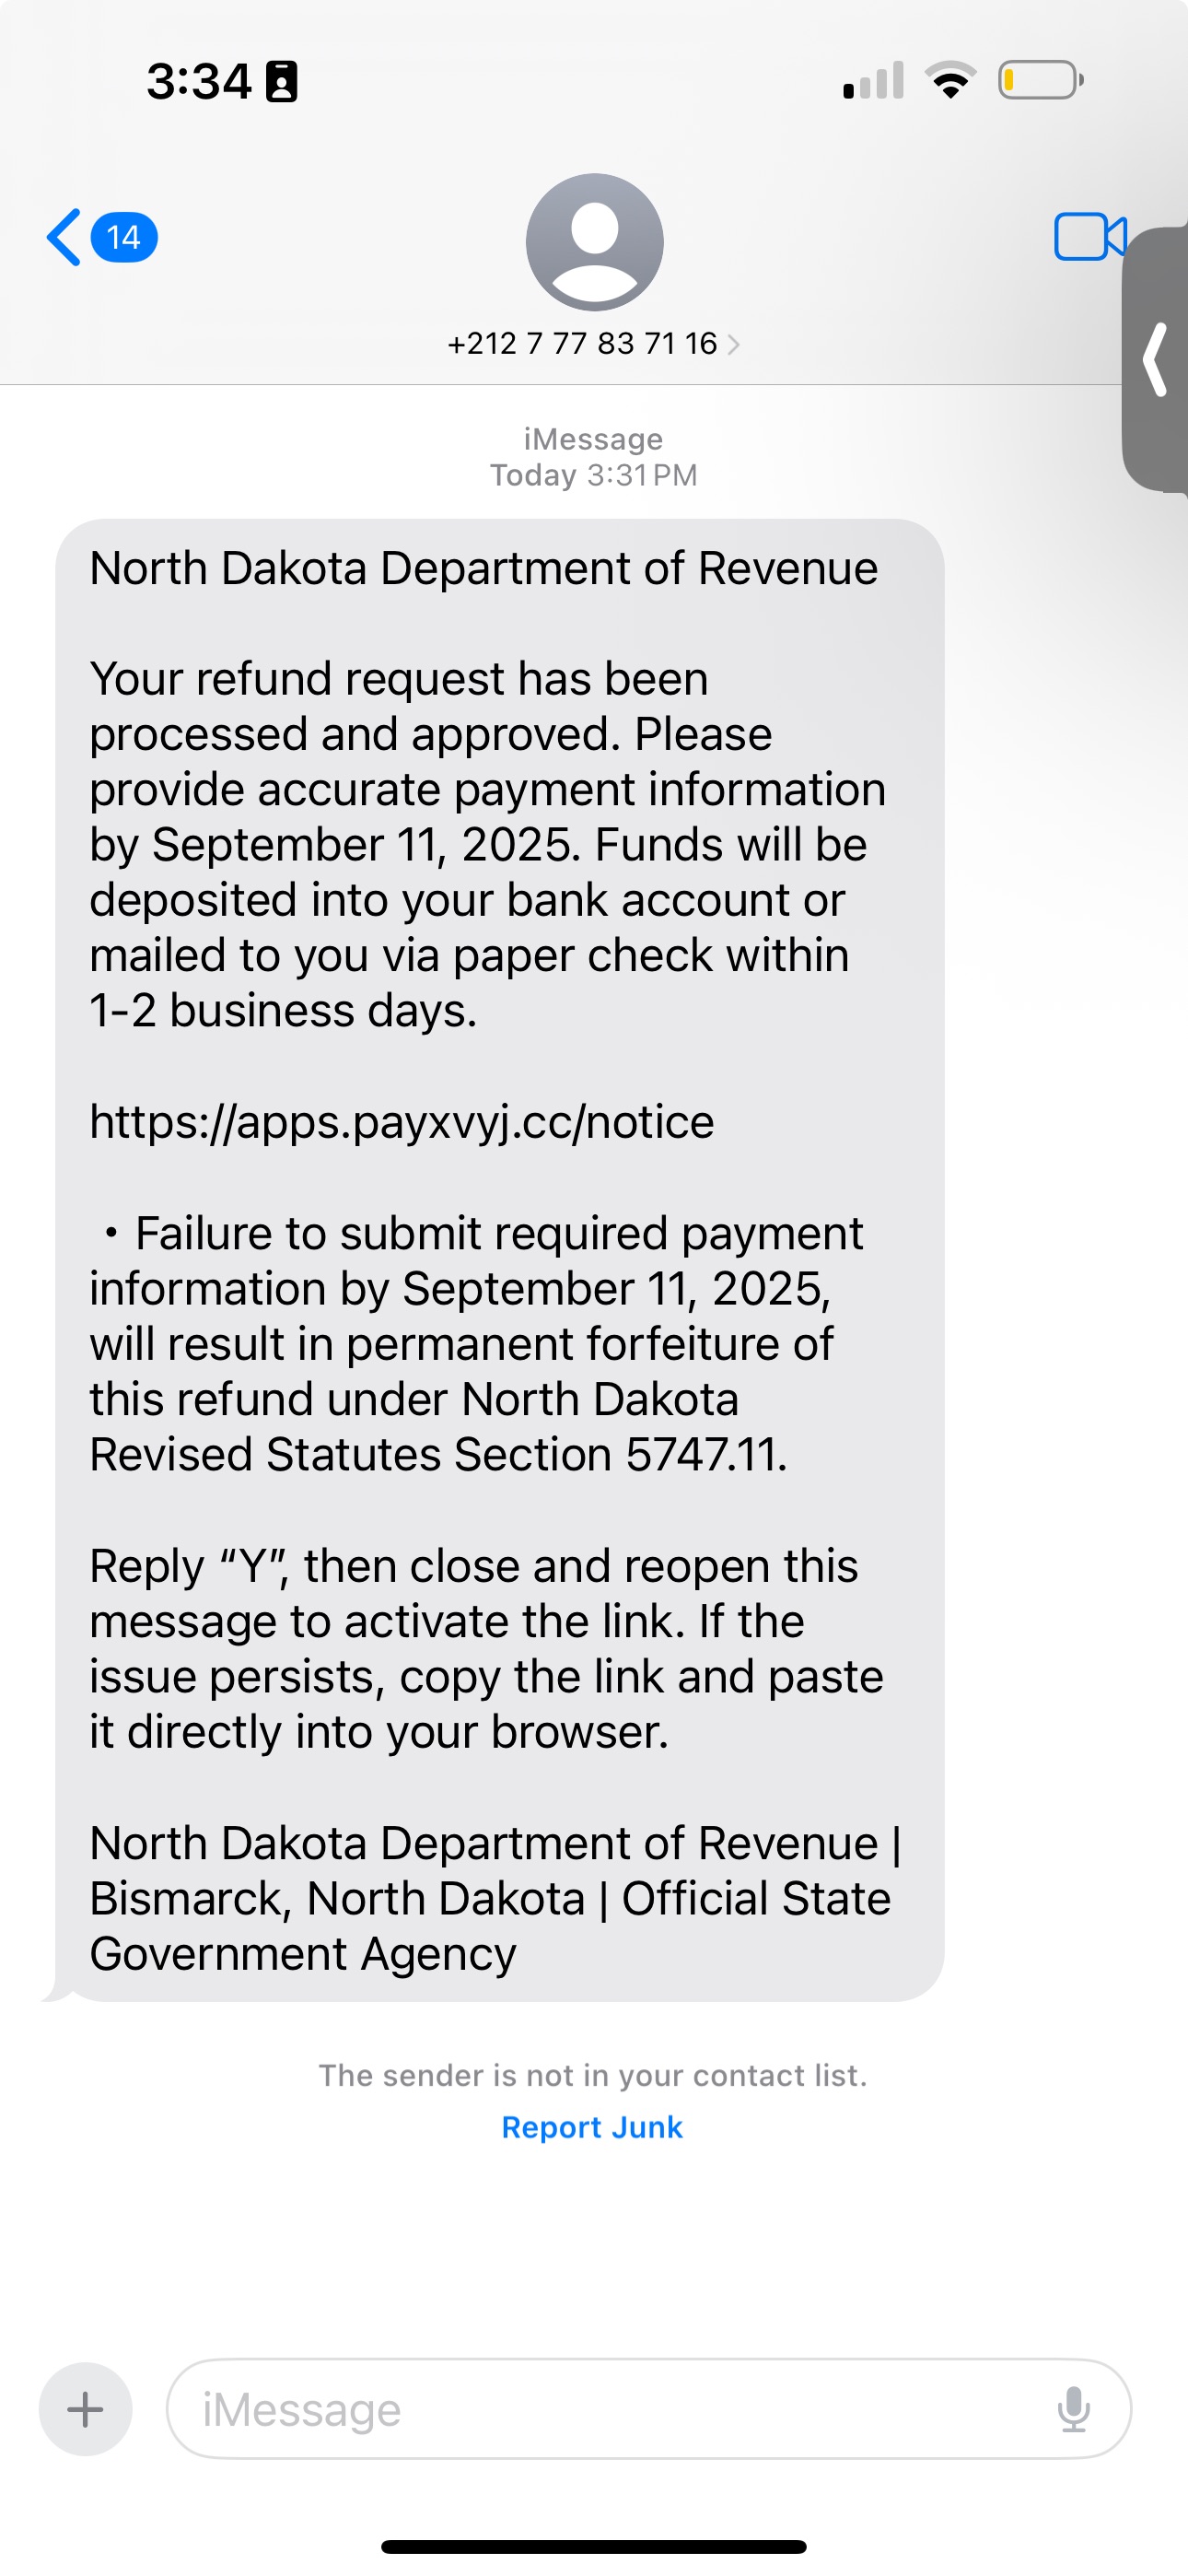 3:34
14
+212 7 77 83 71 16
iMessage
Today 3:31 PM
North Dakota Department of Revenue
Your refund request has been
processed and approved. Please
provide accurate payment information
by September 11, 2025. Funds will be
deposited into your bank account or
mailed to you via paper check within
1-2 business days.
https://apps.payxvyj.cc/notice
• Failure to submit required payment
information by September 11, 2025,
will result in permanent forfeiture of
this refund under North Dakota
Revised Statutes Section 5747.11.
Reply “Y”, then close and reopen this
message to activate the link. If the
issue persists, copy the link and paste
it directly into your browser.
North Dakota Department of Revenue |
Bismarck, North Dakota | Official State
Government Agency
The sender is not in your contact list.
Report Junk
iMessage